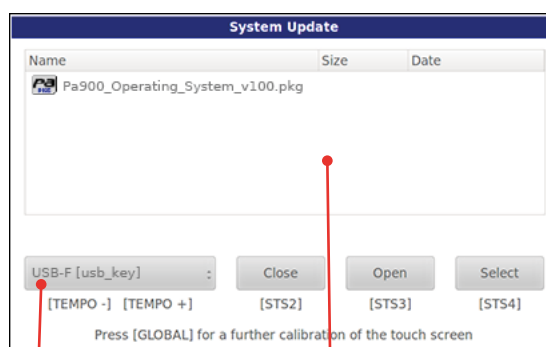 System Update
Name Size Date
Pa900_Operating_System_v100.pkg
USB-F [usb_key] Close Open Select
[TEMPO -] [TEMPO +] [STS2] [STS3] [STS4]
Press [GLOBAL] for a further calibration of the touch screen